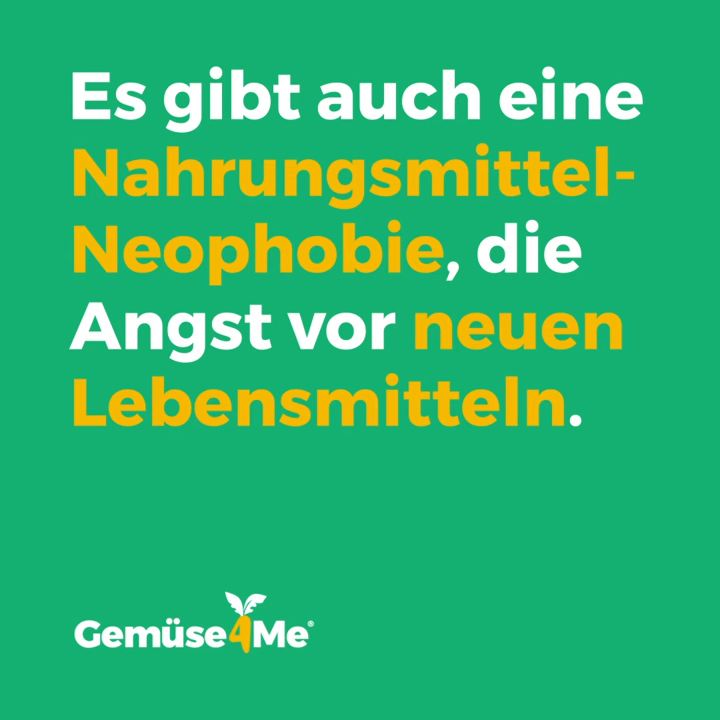 Es gibt auch eine
Nahrungsmittel-
Neophobie, die
Angst vor neuen
Lebensmitteln.
Gemüse4Me®